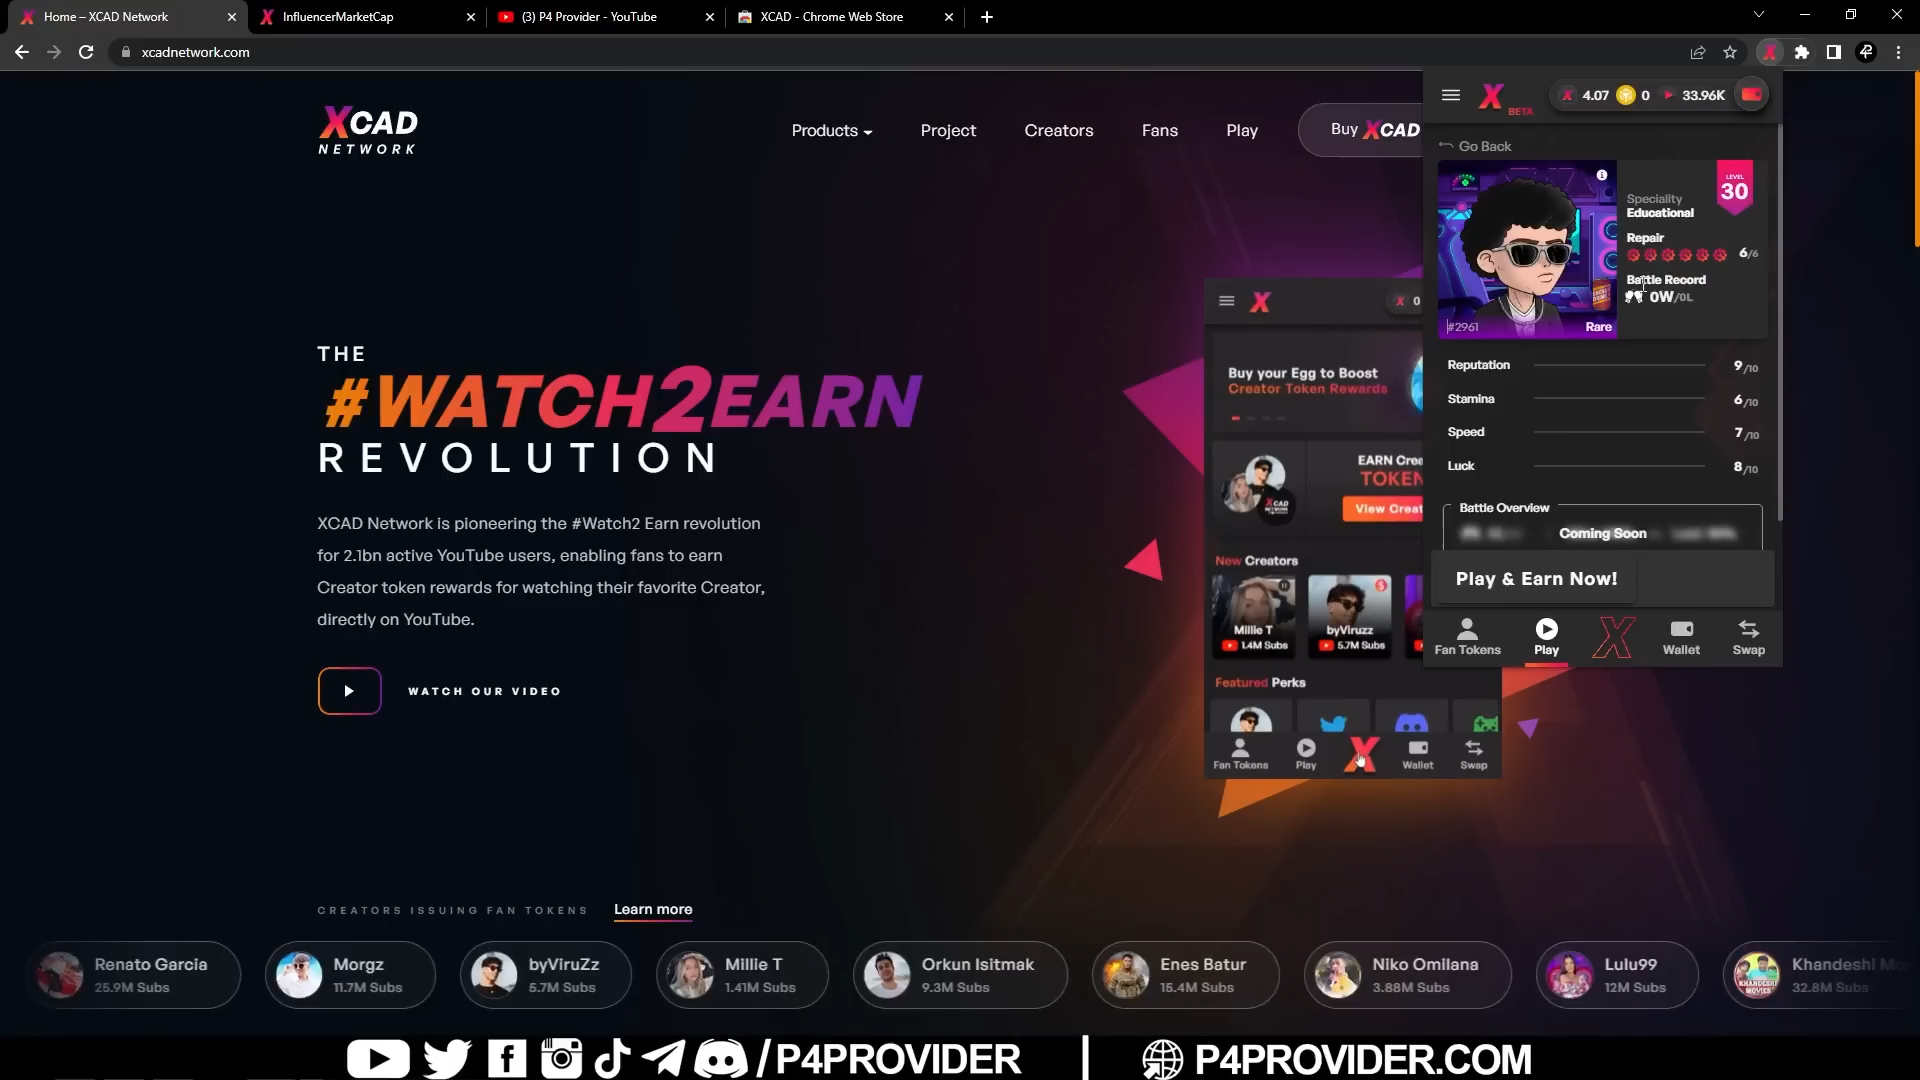 Home – XCAD Network
InfluencerMarketCap
(3) P4 Provider - YouTube
XCAD - Chrome Web Store
xcadnetwork.com
XCAD
NETWORK
Products
Project
Creators
Fans
Play
Buy XCAD
THE
#WATCH2EARN
REVOLUTION
XCAD Network is pioneering the #Watch2 Earn revolution
for 2.1bn active YouTube users, enabling fans to earn
Creator token rewards for watching their favorite Creator,
directly on YouTube.
WATCH OUR VIDEO
X 0
Buy your Egg to Boost
Creator Token Rewards
EARN Crea
TOKEN
View Creat
New Creators
Millie T
1.4M Subs
byViruzz
5.7M Subs
Featured Perks
Fan Tokens
Play
Wallet
Swap
X BETA
4.07
0
33.96K
Go Back
LEVEL
30
Speciality
Educational
Repair
6/6
Battle Record
0W/0L
#2961
Rare
Reputation 9/10
Stamina 6/10
Speed 7/10
Luck 8/10
Battle Overview
Coming Soon
Play & Earn Now!
Fan Tokens
Play
Wallet
Swap
CREATORS ISSUING FAN TOKENS
Learn more
Renato Garcia
25.9M Subs
Morgz
11.7M Subs
byViruZz
5.7M Subs
Millie T
1.41M Subs
Orkun Isitmak
9.3M Subs
Enes Batur
15.4M Subs
Niko Omilana
3.88M Subs
Lulu99
12M Subs
Khandeshi Mo
32.8M Subs
/P4PROVIDER | P4PROVIDER.COM